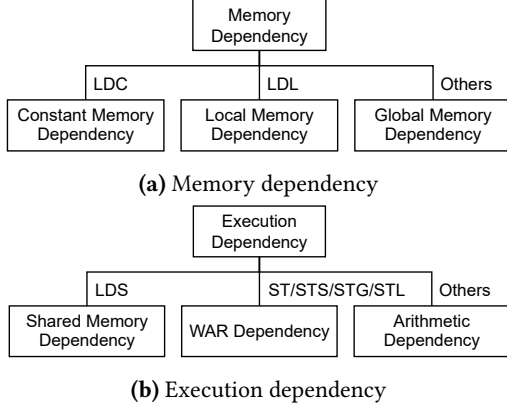 Memory
Dependency
LDC LDL Others
Constant Memory Dependency
Local Memory Dependency
Global Memory Dependency
(a) Memory dependency
Execution
Dependency
LDS ST/STS/STG/STL Others
Shared Memory Dependency
WAR Dependency
Arithmetic Dependency
(b) Execution dependency